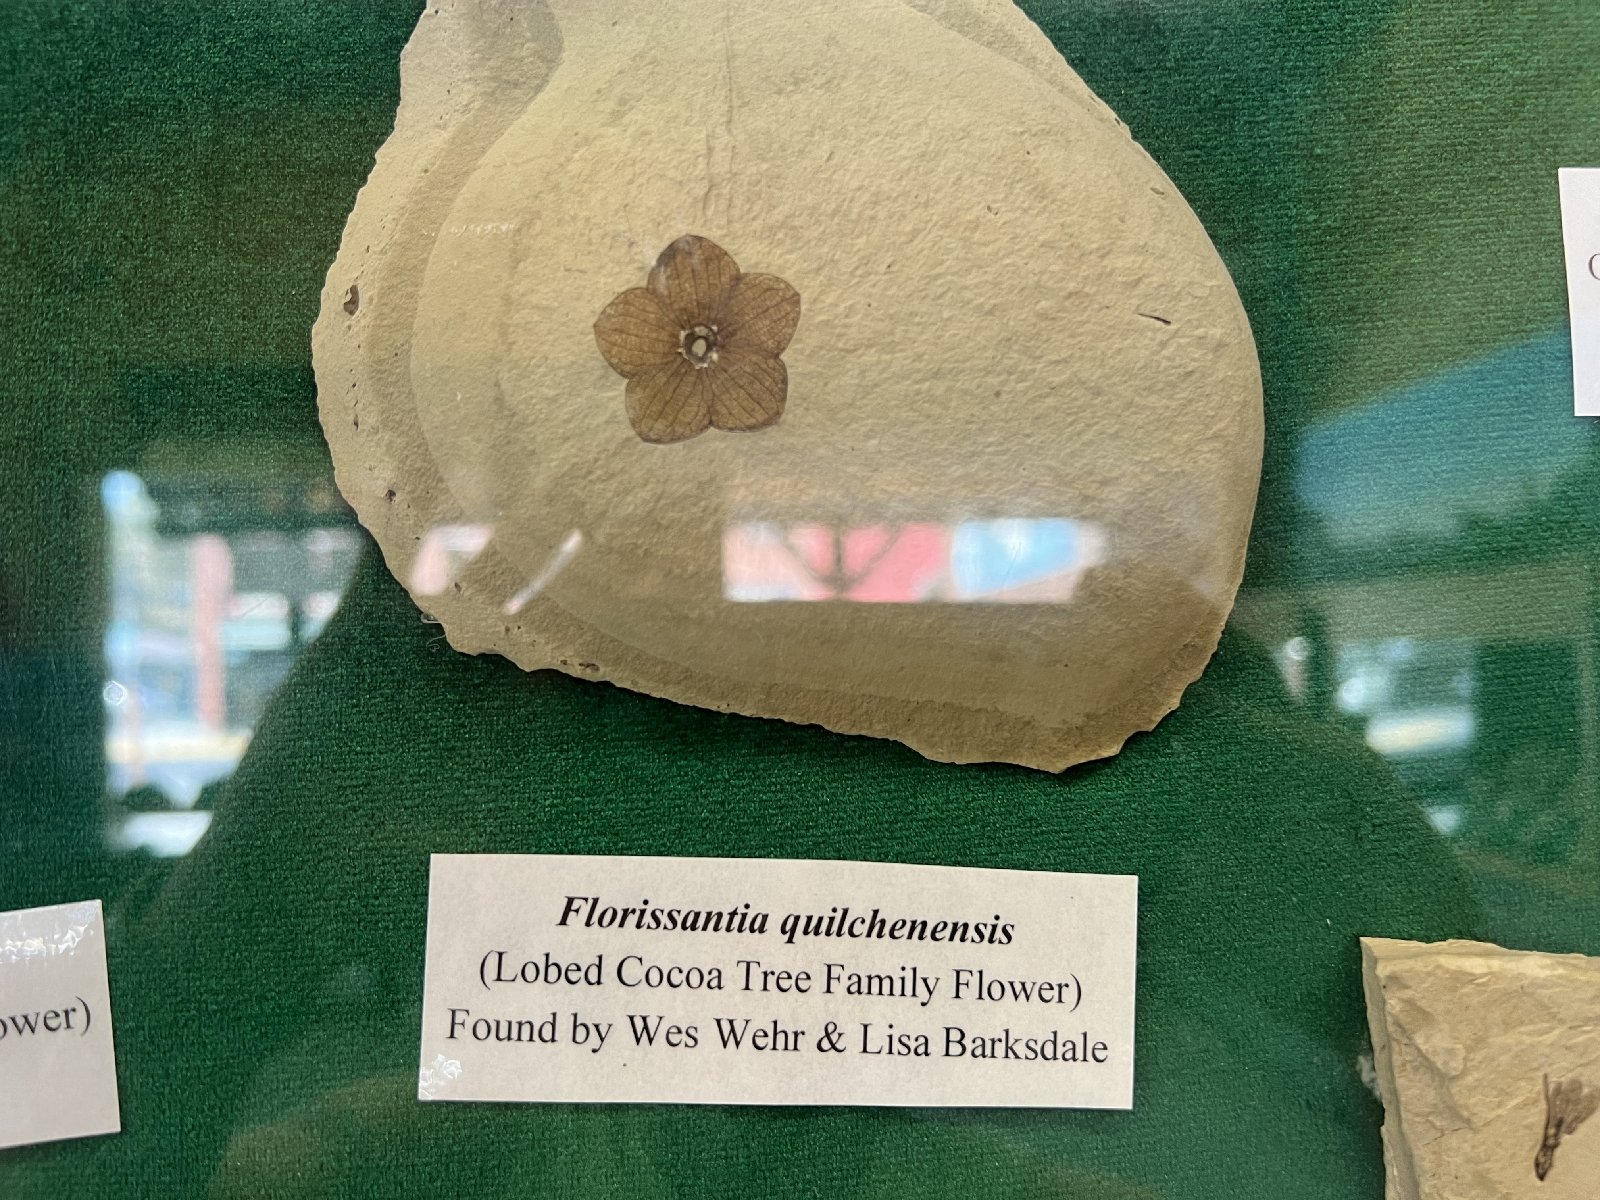 Florissantia quilchenensis
(Lobed Cocoa Tree Family Flower)
Found by Wes Wehr & Lisa Barksdale
ower)